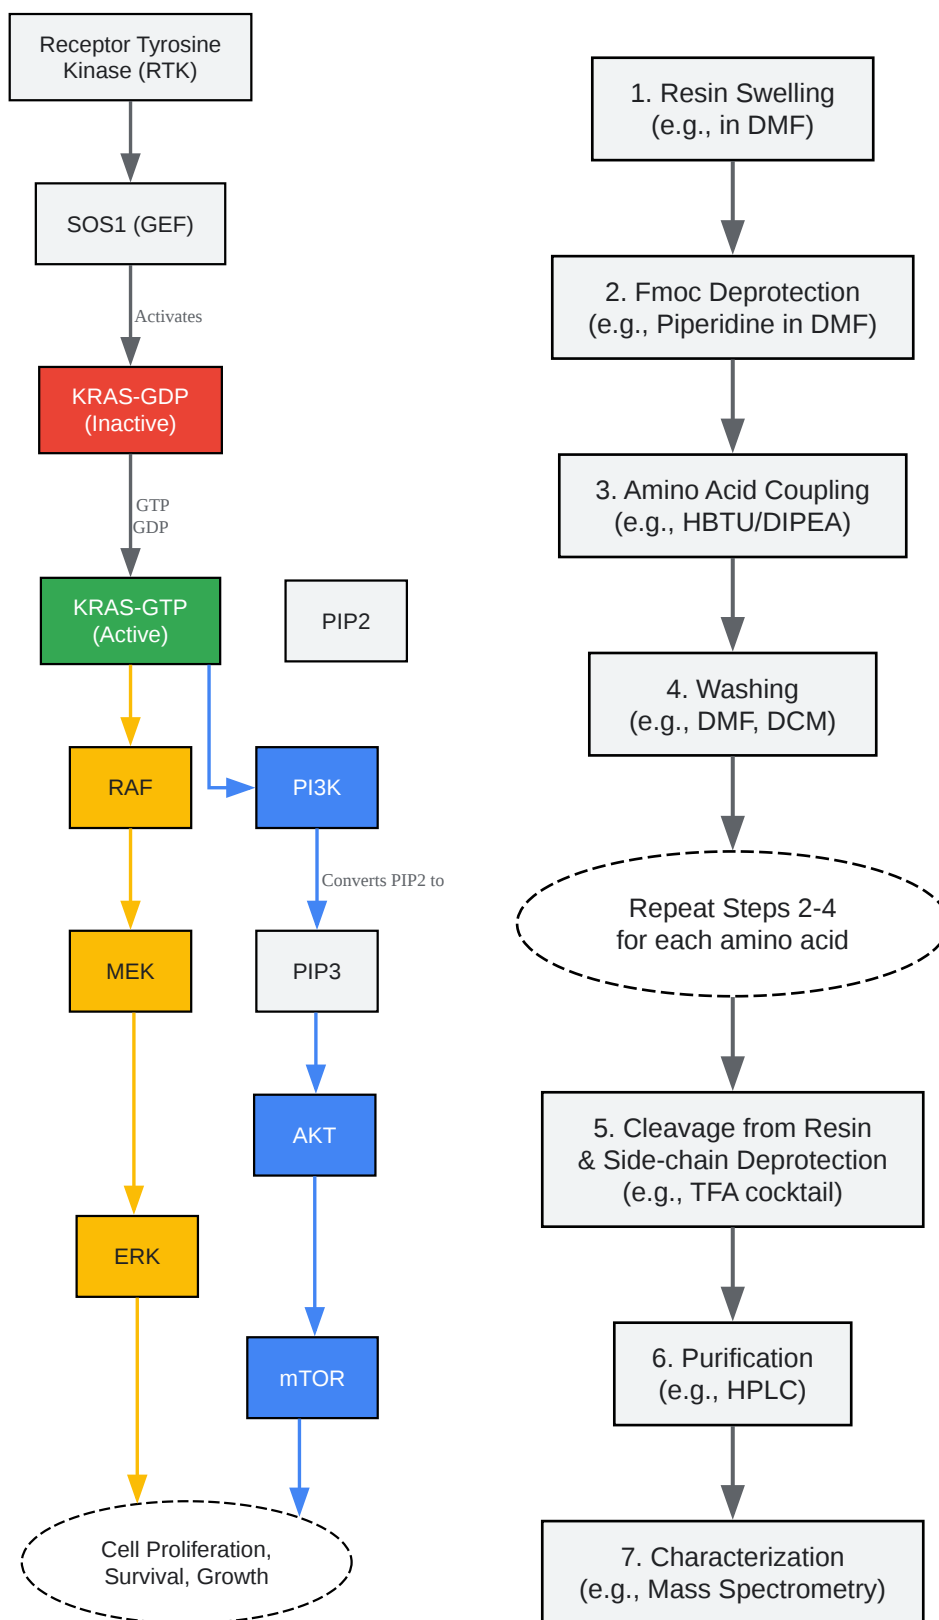 Receptor Tyrosine
Kinase (RTK)
SOS1 (GEF)
Activates
KRAS-GDP
(Inactive)
GTP
GDP
KRAS-GTP
(Active)
PIP2
RAF
PI3K
Converts PIP2 to
MEK
PIP3
AKT
ERK
mTOR
Cell Proliferation,
Survival, Growth
1. Resin Swelling
(e.g., in DMF)
2. Fmoc Deprotection
(e.g., Piperidine in DMF)
3. Amino Acid Coupling
(e.g., HBTU/DIPEA)
4. Washing
(e.g., DMF, DCM)
Repeat Steps 2-4
for each amino acid
5. Cleavage from Resin
& Side-chain Deprotection
(e.g., TFA cocktail)
6. Purification
(e.g., HPLC)
7. Characterization
(e.g., Mass Spectrometry)